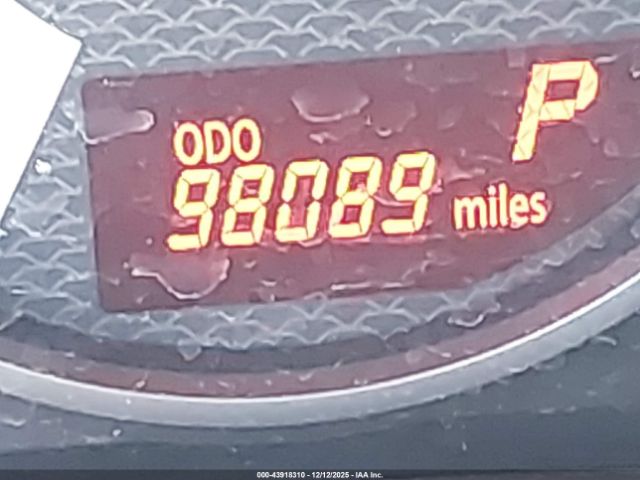 P
ODO
98089 miles
000-43918310 - 12/12/2025 - IAA Inc.